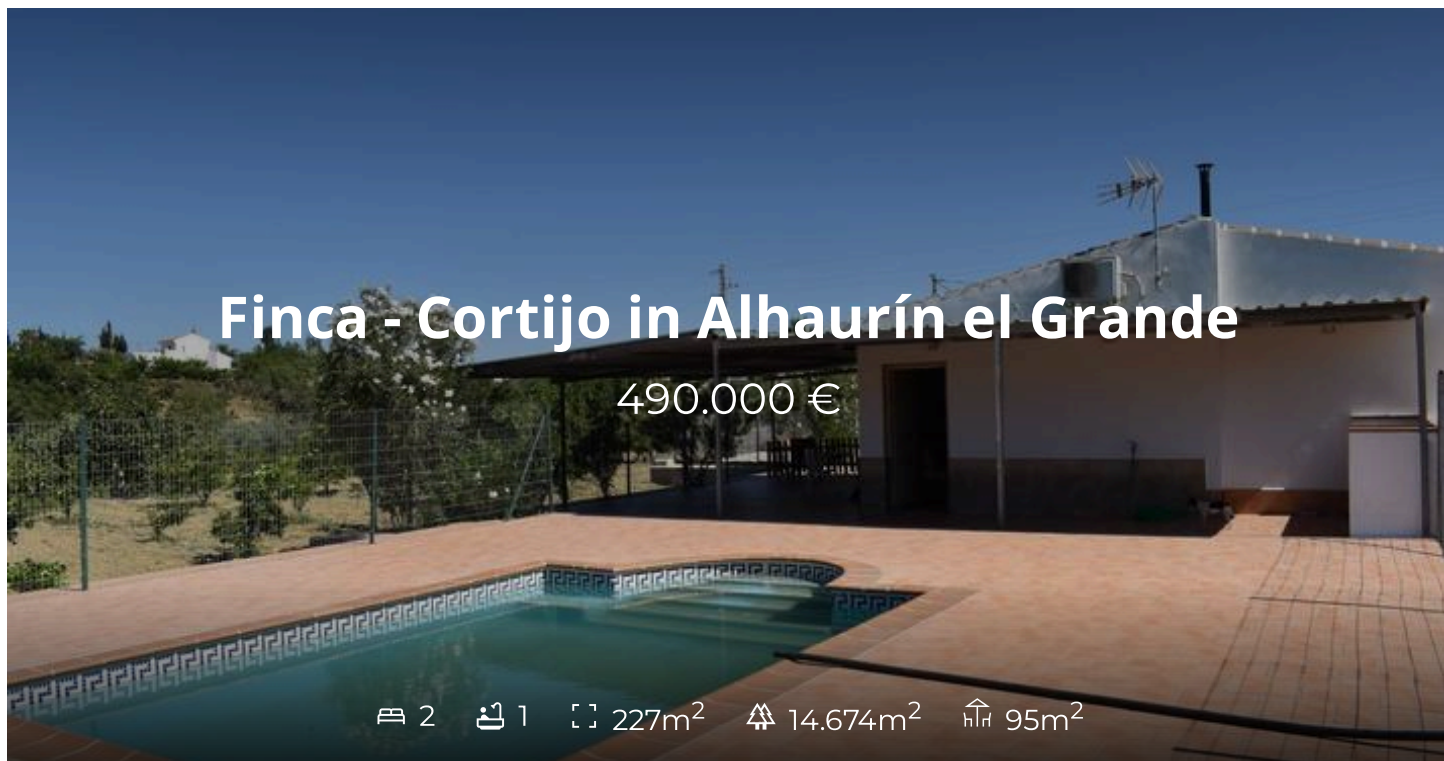 Finca - Cortijo in Alhaurín el Grande
490.000 €
2 1 227m² 14.674m² 95m²